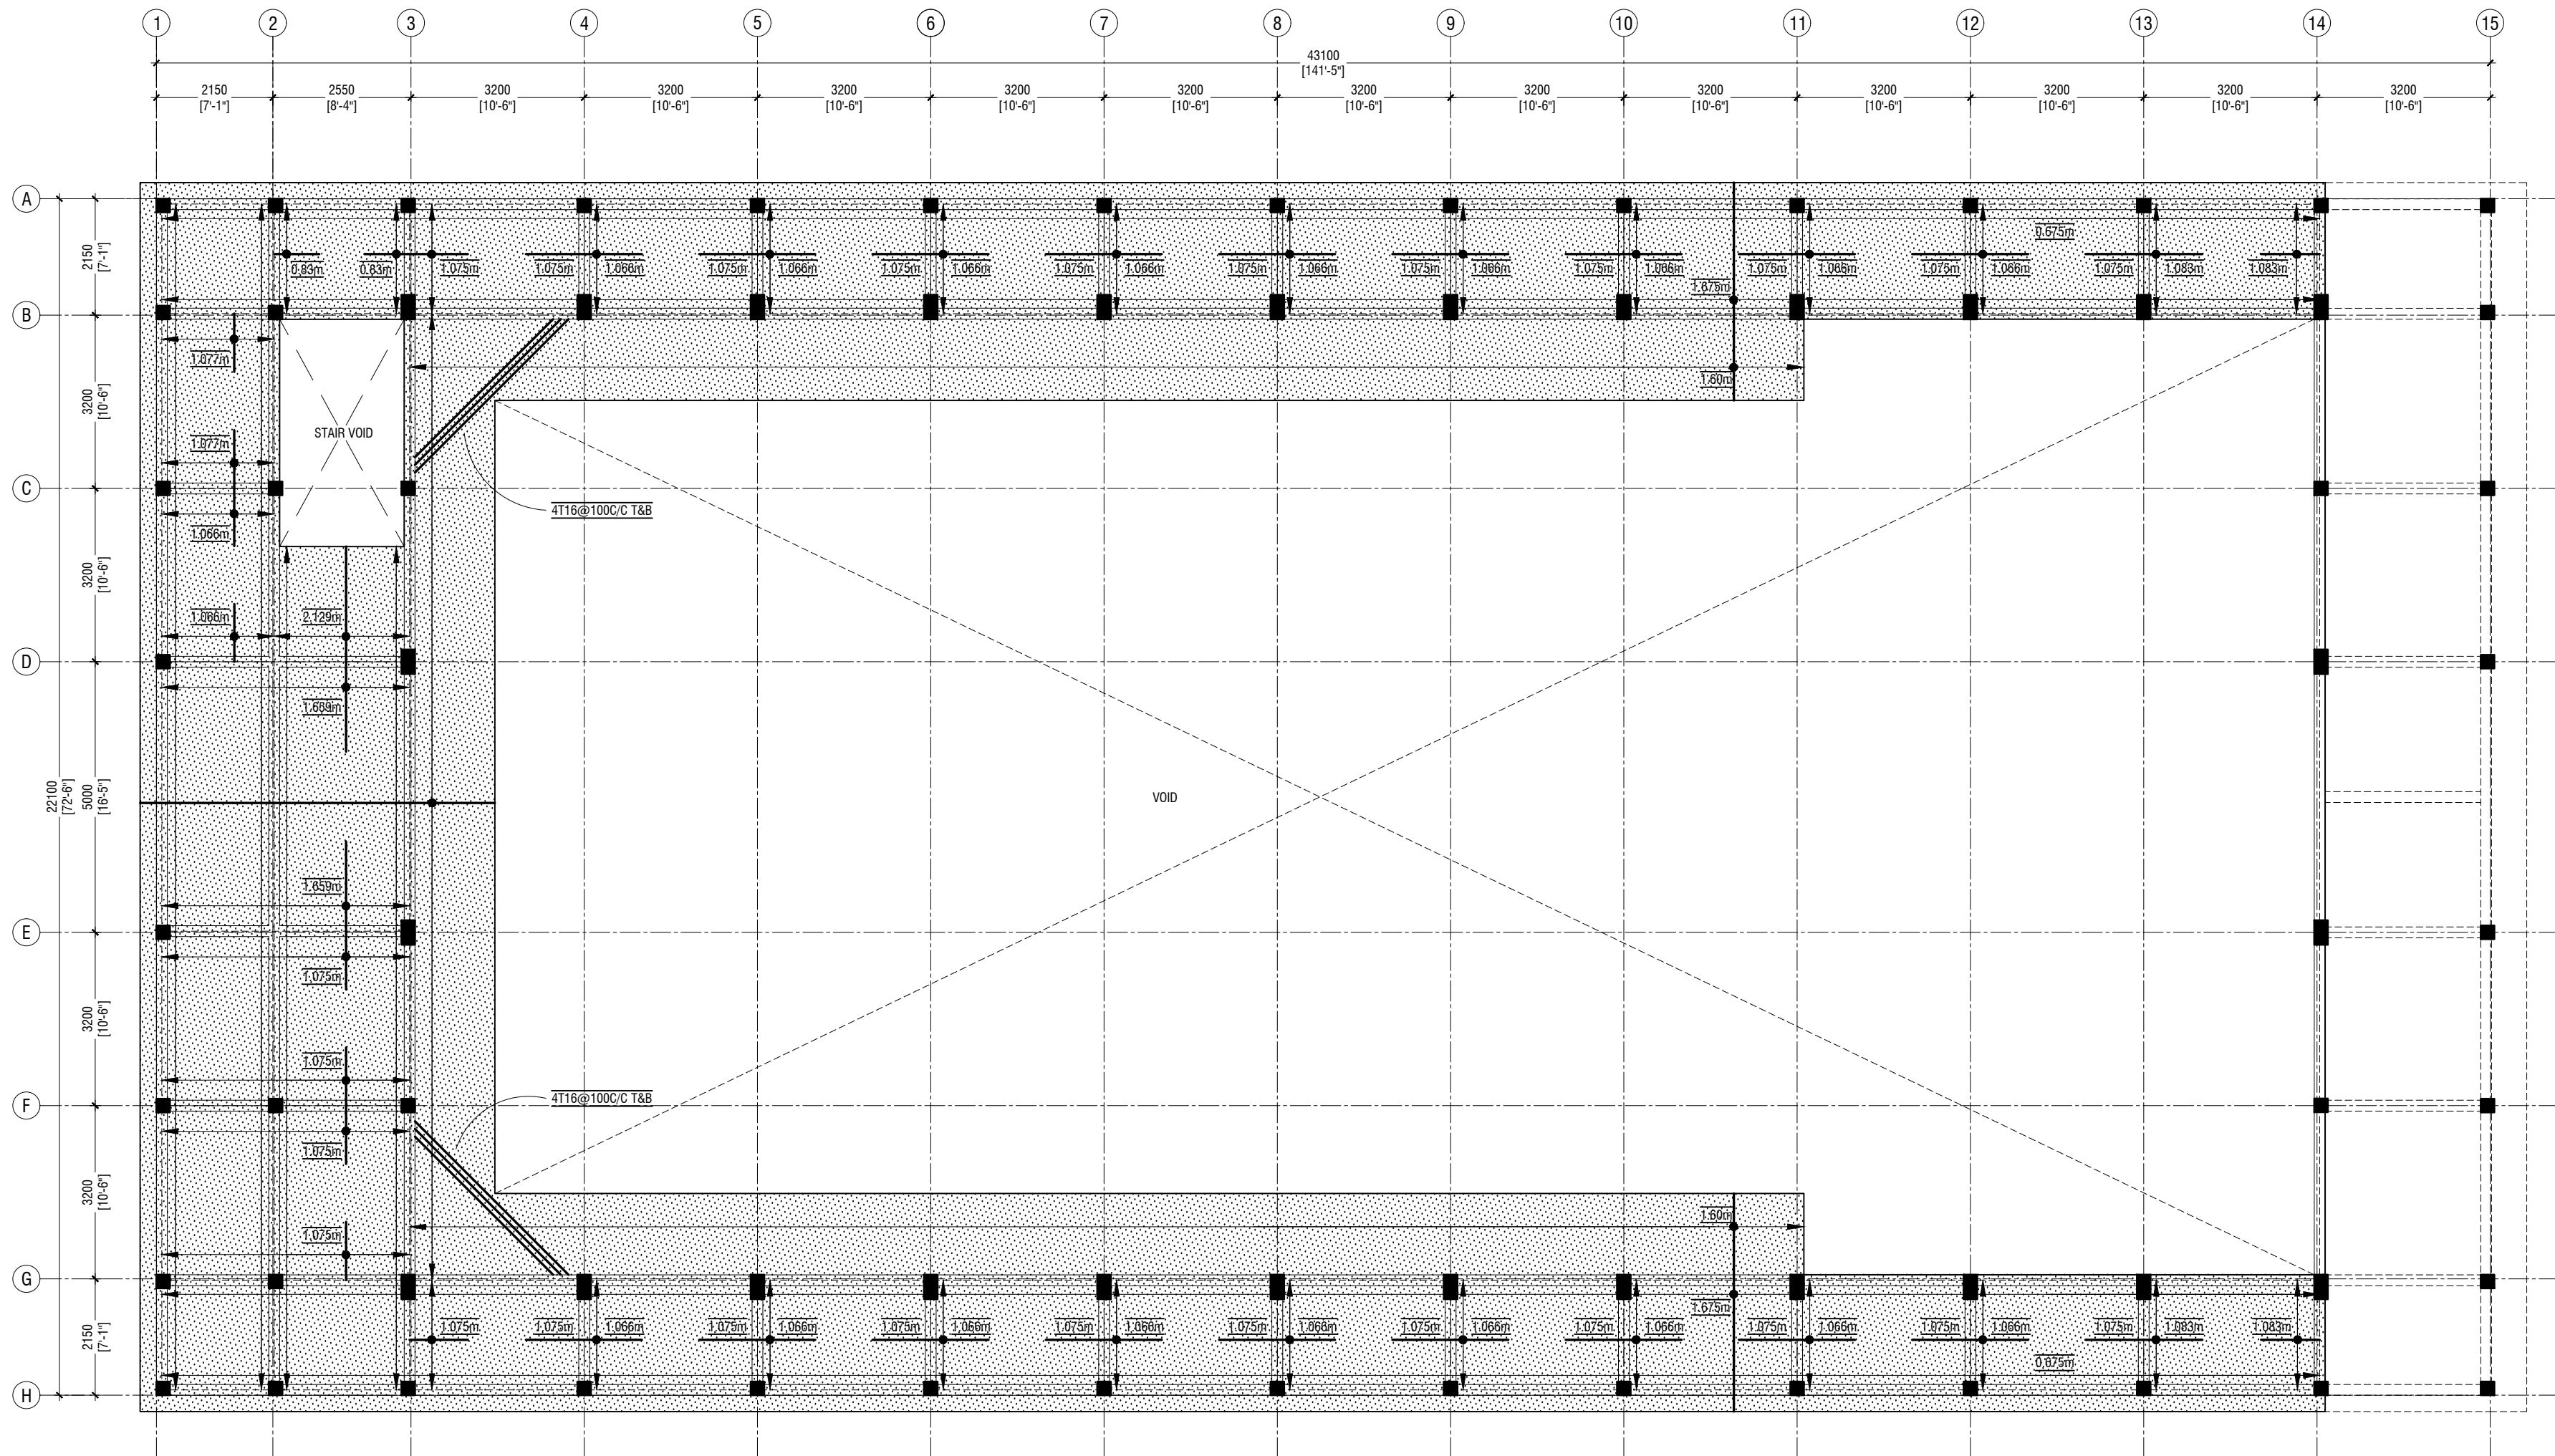 1 2 3 4 5 6 7 8 9 10 11 12 13 14 15
43100
[141'-5"]
2150 2550 3200 3200 3200 3200 3200 3200 3200 3200 3200 3200 3200 3200
[7'-1"] [8'-4"] [10'-6"] [10'-6"] [10'-6"] [10'-6"] [10'-6"] [10'-6"] [10'-6"] [10'-6"] [10'-6"] [10'-6"] [10'-6"] [10'-6"]
A
0.675m
2150
[7'-1"]
0.83m 0.83m 1.075m 1.075m 1.066m 1.075m 1.066m 1.075m 1.066m 1.075m 1.066m 1.075m 1.066m 1.075m 1.066m 1.075m 1.066m 1.075m 1.066m 1.075m 1.066m 1.075m 1.083m 1.083m
1.675m
B
1.077m
1.60m
3200
[10'-6"]
STAIR VOID
1.077m
C
4T16@100C/C T&B
1.066m
3200
[10'-6"]
1.066m 2.129m
D
1.669m
22100
[72'-6"]
5000
[16'-5"]
VOID
1.659m
E
1.075m
3200
[10'-6"]
1.075m
4T16@100C/C T&B
F
1.075m
3200
[10'-6"]
1.60m
1.075m
G
1.675m
2150
[7'-1"]
1.075m 1.075m 1.066m 1.075m 1.066m 1.075m 1.066m 1.075m 1.066m 1.075m 1.066m 1.075m 1.066m 1.075m 1.066m 1.075m 1.066m 1.075m 1.066m 1.075m 1.083m 1.083m
0.675m
H